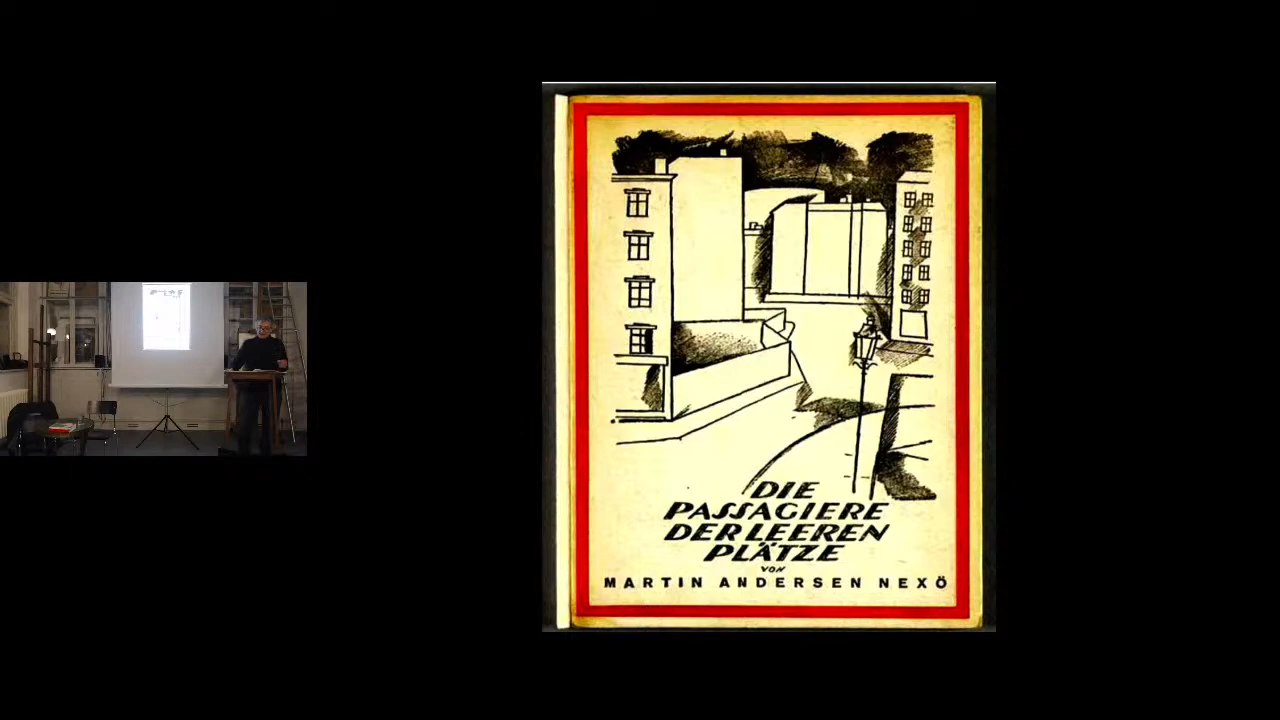 DIE
PASSAGIERE
DER LEEREN
PLÄTZE
VON
MARTIN ANDERSEN NEXÖ